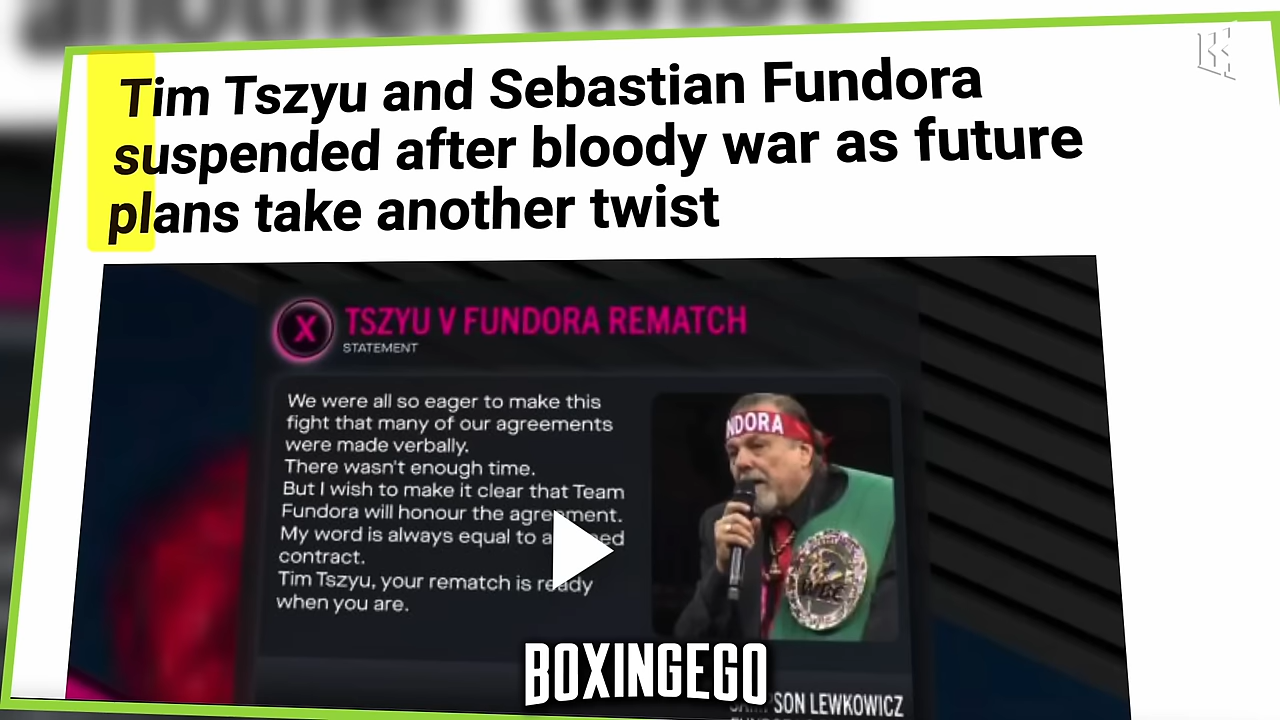 Tim Tszyu and Sebastian Fundora
suspended after bloody war as future
plans take another twist
X TSZYU V FUNDORA REMATCH
STATEMENT
We were all so eager to make this
fight that many of our agreements
were made verbally.
There wasn't enough time.
But I wish to make it clear that Team
Fundora will honour the agreement.
My word is always equal to a
contract.
Tim Tszyu, your rematch is ready
when you are.
NDORA
WBC
BOXINGEGO
SON LEWKOWICZ